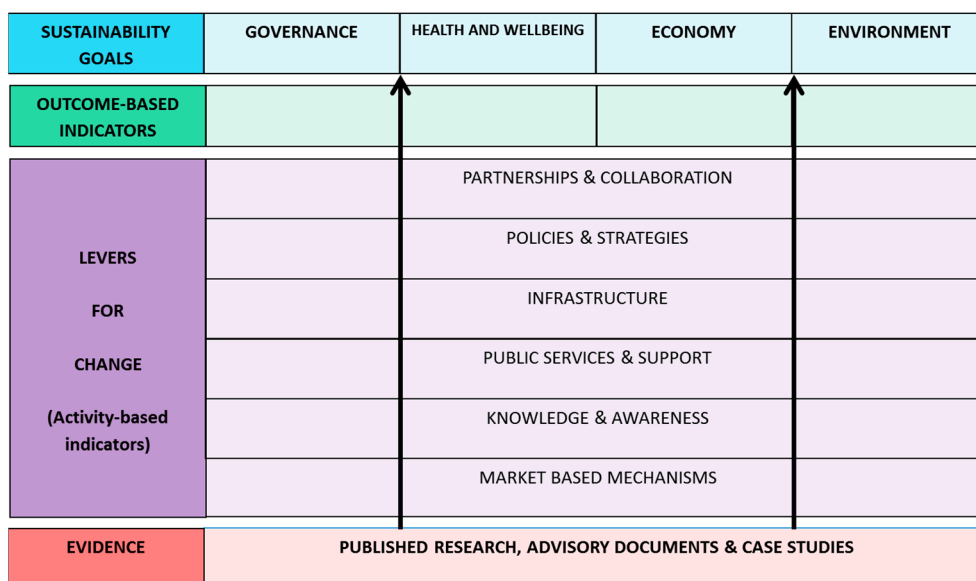 SUSTAINABILITY
GOALS
GOVERNANCE
HEALTH AND WELLBEING
ECONOMY
ENVIRONMENT
OUTCOME-BASED
INDICATORS
LEVERS
FOR
CHANGE
(Activity-based
indicators)
PARTNERSHIPS & COLLABORATION
POLICIES & STRATEGIES
INFRASTRUCTURE
PUBLIC SERVICES & SUPPORT
KNOWLEDGE & AWARENESS
MARKET BASED MECHANISMS
EVIDENCE
PUBLISHED RESEARCH, ADVISORY DOCUMENTS & CASE STUDIES